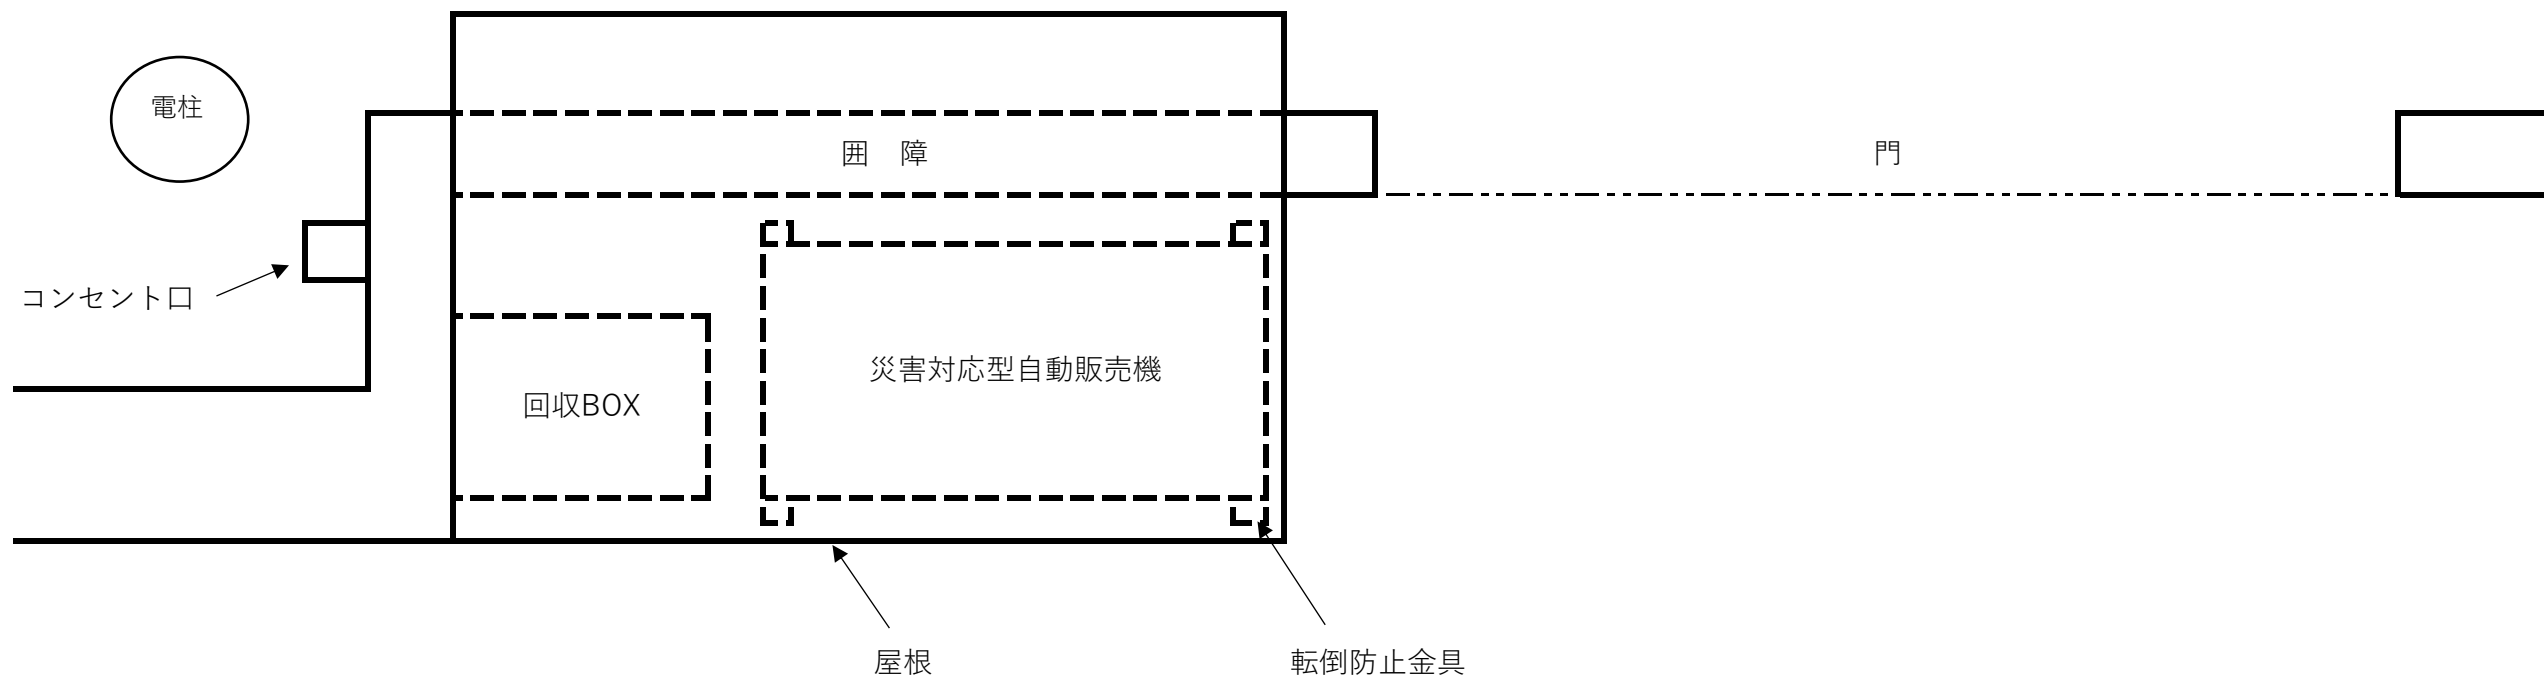 電柱
囲　障
門
コンセント口
災害対応型自動販売機
回収BOX
屋根
転倒防止金具